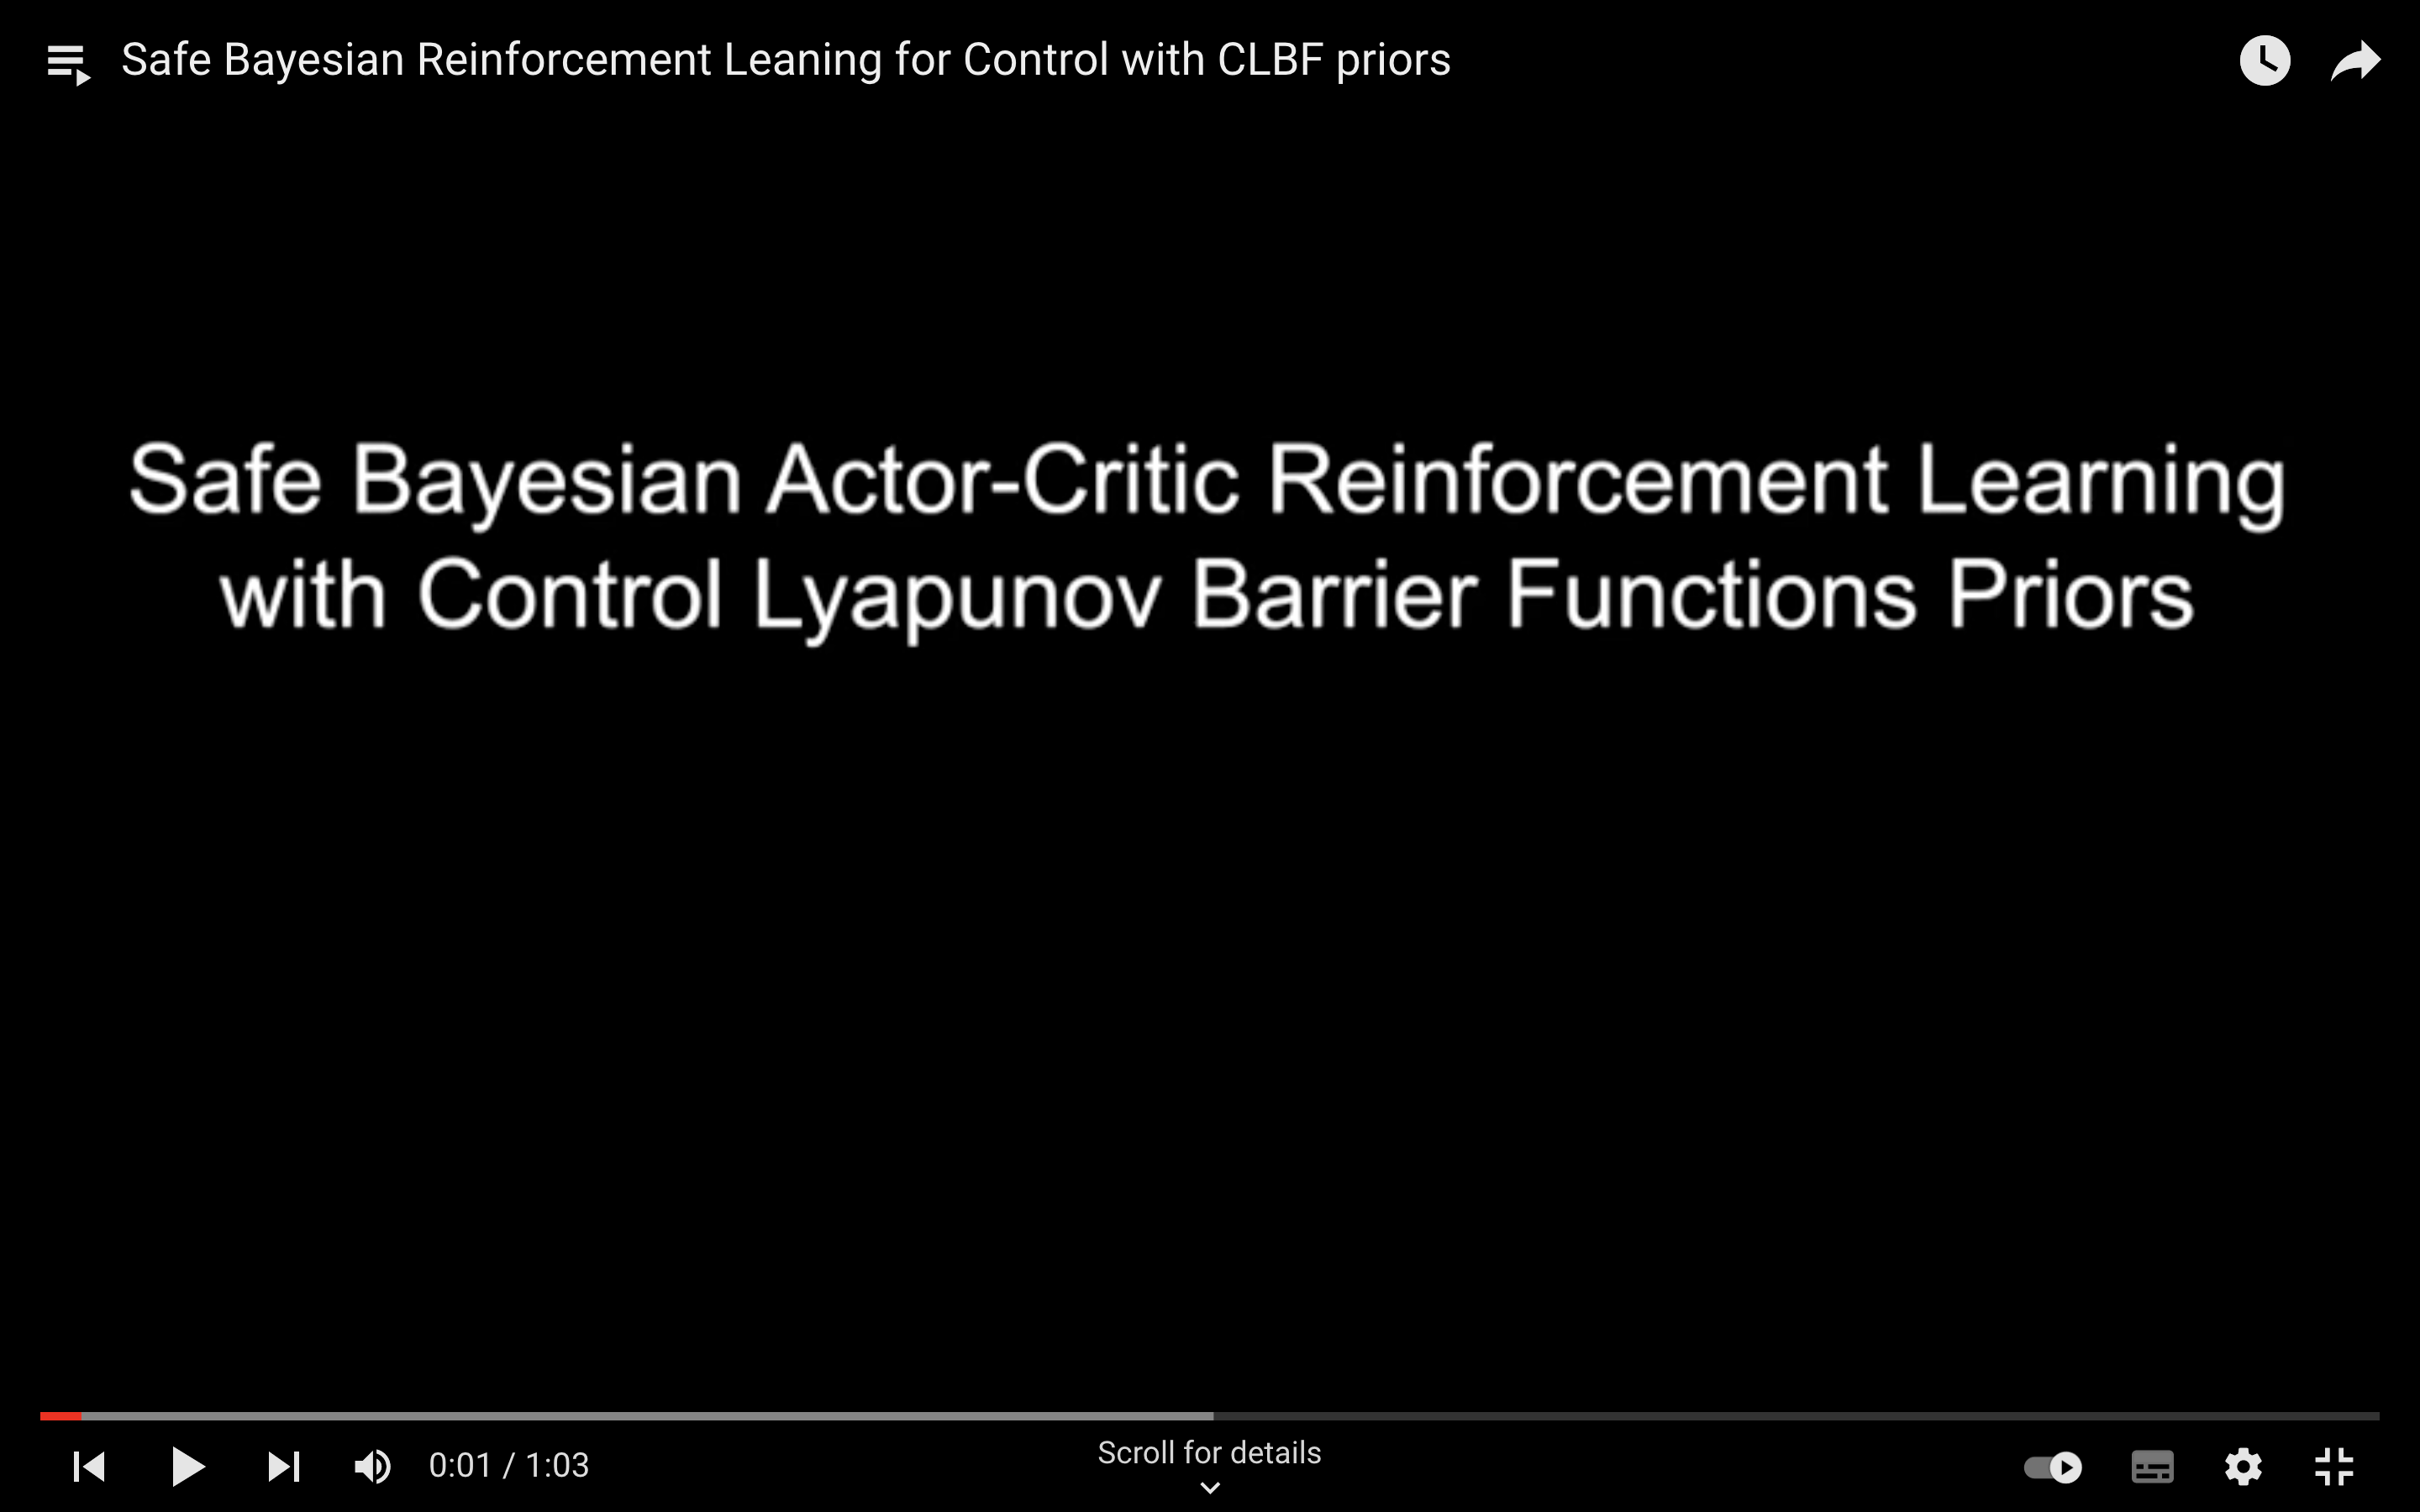 Safe Bayesian Reinforcement Leaning for Control with CLBF priors
Safe Bayesian Actor-Critic Reinforcement Learning
with Control Lyapunov Barrier Functions Priors
0:01 / 1:03
Scroll for details